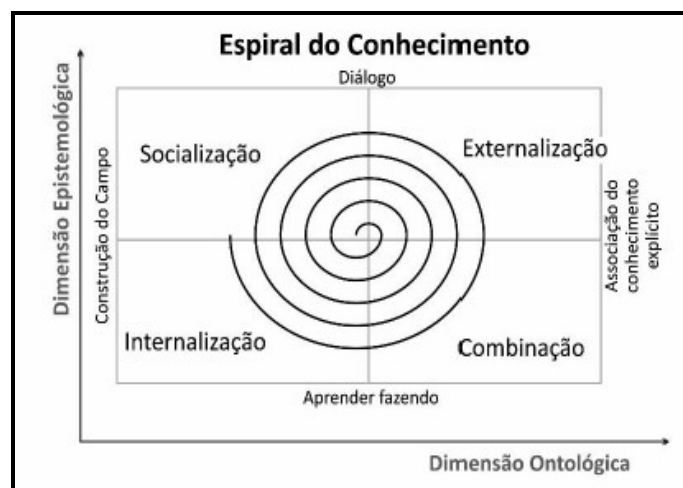 Espiral do Conhecimento
Diálogo
Dimensão Epistemológica
Construção do Campo
Socialização
Externalização
Associação do
conhecimento
explícito
Internalização
Combinação
Aprender fazendo
Dimensão Ontológica